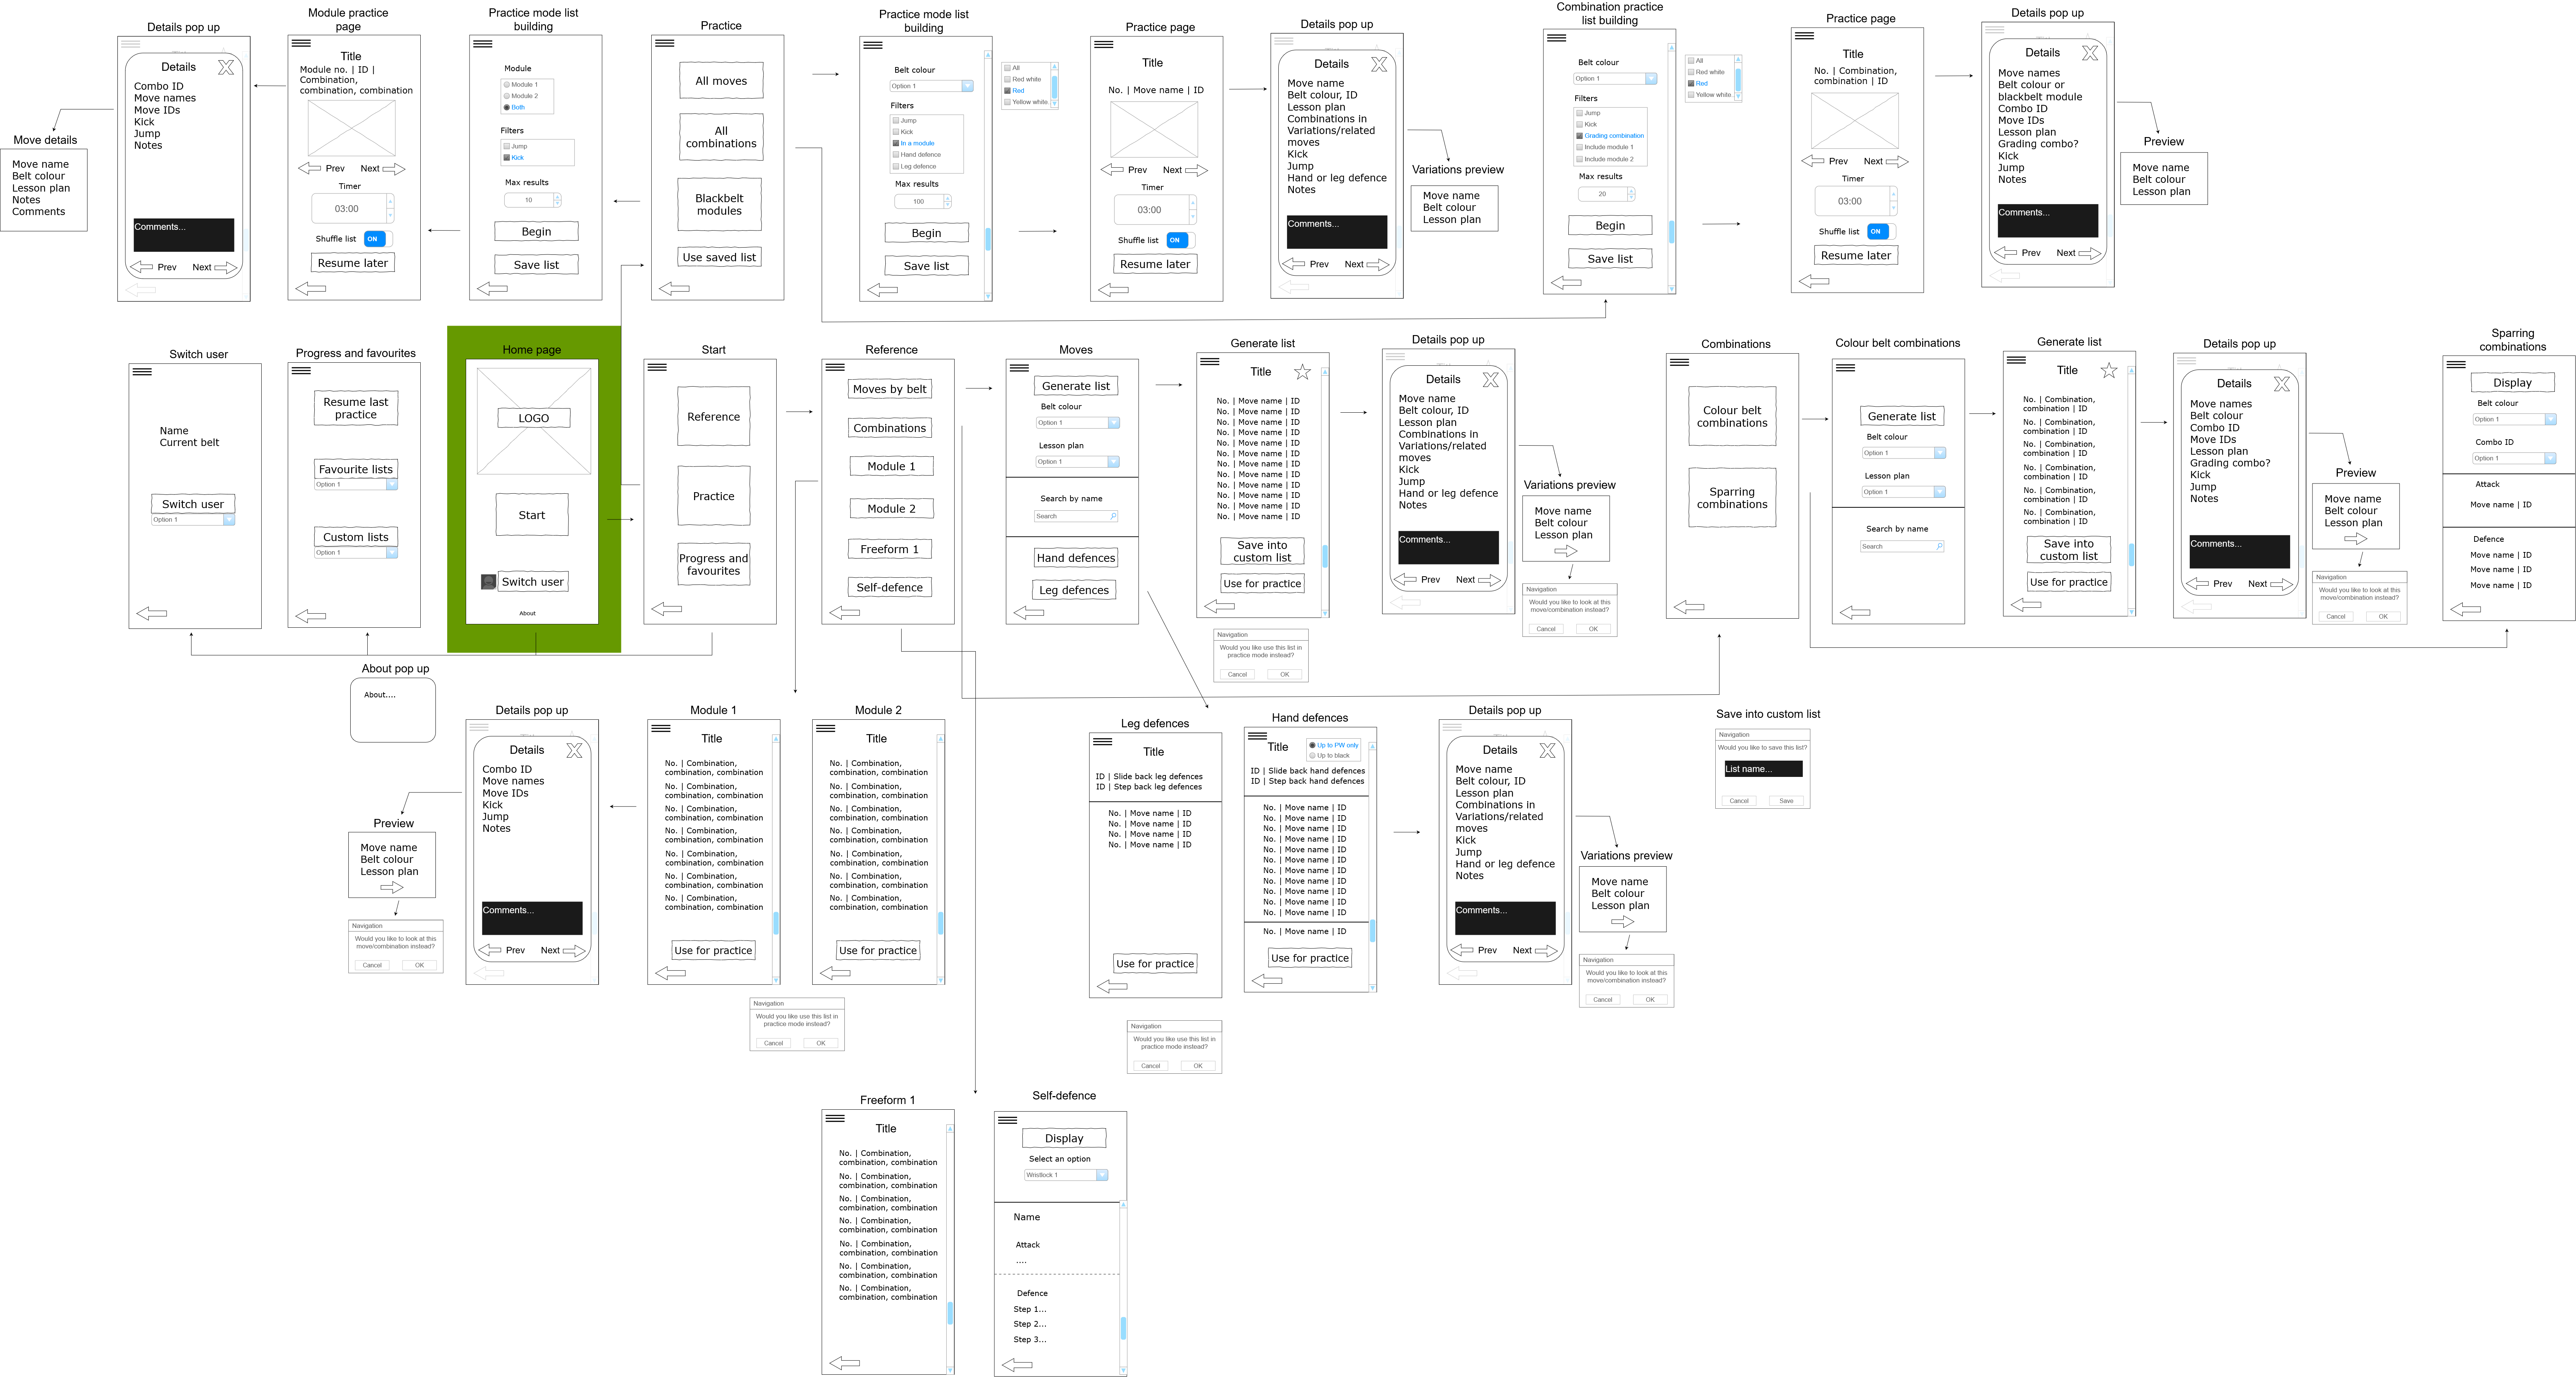 Details pop up
Details
Combo ID
Move names
Move IDs
Kick
Jump
Notes
Comments...
Prev
Next
Move details
Move name
Belt colour
Lesson plan
Notes
Comments
Module practice
page
Title
Module no. | ID |
Combination,
combination, combination
Prev
Next
Timer
03:00
Shuffle list
ON
Resume later
Practice mode list
building
Module
Module 1
Module 2
Both
Filters
Jump
Kick
Max results
10
Begin
Save list
Practice
All moves
All
combinations
Blackbelt
modules
Use saved list
Practice mode list
building
Belt colour
Option 1
Filters
Jump
Kick
In a module
Hand defence
Leg defence
Max results
100
Begin
Save list
All
Red white
Red
Yellow white
Practice page
Title
No. | Move name | ID
Prev
Next
Timer
03:00
Shuffle list
ON
Resume later
Details pop up
Details
Move name
Belt colour, ID
Lesson plan
Combinations in
Variations/related
moves
Kick
Jump
Hand or leg defence
Notes
Comments...
Prev
Next
Variations preview
Move name
Belt colour
Lesson plan
Combination practice
list building
Belt colour
Option 1
Filters
Jump
Kick
Grading combination
Include module 1
Include module 2
Max results
20
Begin
Save list
All
Red white
Red
Yellow white
Practice page
Title
No. | Combination,
combination | ID
Prev
Next
Timer
03:00
Shuffle list
ON
Resume later
Details pop up
Details
Move names
Belt colour or
blackbelt module
Combo ID
Move IDs
Lesson plan
Grading combo?
Kick
Jump
Notes
Comments...
Prev
Next
Preview
Move name
Belt colour
Lesson plan
Switch user
Name
Current belt
Switch user
Option 1
Progress and favourites
Resume last
practice
Favourite lists
Option 1
Custom lists
Option 1
Home page
LOGO
Start
Switch user
About
Start
Reference
Practice
Progress and
favourites
Reference
Moves by belt
Combinations
Module 1
Module 2
Freeform 1
Self-defence
Moves
Generate list
Belt colour
Option 1
Lesson plan
Option 1
Search by name
Search
Hand defences
Leg defences
Generate list
Title
No. | Move name | ID
No. | Move name | ID
No. | Move name | ID
No. | Move name | ID
No. | Move name | ID
No. | Move name | ID
No. | Move name | ID
No. | Move name | ID
No. | Move name | ID
No. | Move name | ID
No. | Move name | ID
No. | Move name | ID
Save into
custom list
Use for practice
Navigation
Would you like use this list in
practice mode instead?
Cancel
OK
Details pop up
Details
Move name
Belt colour, ID
Lesson plan
Combinations in
Variations/related
moves
Kick
Jump
Hand or leg defence
Notes
Comments...
Prev
Next
Variations preview
Move name
Belt colour
Lesson plan
Navigation
Would you like to look at this
move/combination instead?
Cancel
OK
Combinations
Colour belt
combinations
Sparring
combinations
Colour belt combinations
Generate list
Belt colour
Option 1
Lesson plan
Option 1
Search by name
Search
Generate list
Title
No. | Combination,
combination | ID
No. | Combination,
combination | ID
No. | Combination,
combination | ID
No. | Combination,
combination | ID
No. | Combination,
combination | ID
No. | Combination,
combination | ID
Save into
custom list
Use for practice
Details pop up
Details
Move names
Belt colour
Combo ID
Move IDs
Lesson plan
Grading combo?
Kick
Jump
Notes
Comments...
Prev
Next
Preview
Move name
Belt colour
Lesson plan
Navigation
Would you like to look at this
move/combination instead?
Cancel
OK
Sparring
combinations
Display
Belt colour
Option 1
Combo ID
Option 1
Attack
Move name | ID
Defence
Move name | ID
Move name | ID
Move name | ID
About pop up
About....
Preview
Move name
Belt colour
Lesson plan
Navigation
Would you like to look at this
move/combination instead?
Cancel
OK
Details pop up
Details
Combo ID
Move names
Move IDs
Kick
Jump
Notes
Comments...
Prev
Next
Module 1
Title
No. | Combination,
combination, combination
No. | Combination,
combination, combination
No. | Combination,
combination, combination
No. | Combination,
combination, combination
No. | Combination,
combination, combination
No. | Combination,
combination, combination
No. | Combination,
combination, combination
Use for practice
Module 2
Title
No. | Combination,
combination, combination
No. | Combination,
combination, combination
No. | Combination,
combination, combination
No. | Combination,
combination, combination
No. | Combination,
combination, combination
No. | Combination,
combination, combination
No. | Combination,
combination, combination
Use for practice
Navigation
Would you like use this list in
practice mode instead?
Cancel
OK
Leg defences
Title
ID | Slide back leg defences
ID | Step back leg defences
No. | Move name | ID
No. | Move name | ID
No. | Move name | ID
No. | Move name | ID
Use for practice
Navigation
Would you like use this list in
practice mode instead?
Cancel
OK
Hand defences
Title
Up to PW only
Up to black
ID | Slide back hand defences
ID | Step back hand defences
No. | Move name | ID
No. | Move name | ID
No. | Move name | ID
No. | Move name | ID
No. | Move name | ID
No. | Move name | ID
No. | Move name | ID
No. | Move name | ID
No. | Move name | ID
No. | Move name | ID
No. | Move name | ID
No. | Move name | ID
Use for practice
Details pop up
Details
Move name
Belt colour, ID
Lesson plan
Combinations in
Variations/related
moves
Kick
Jump
Hand or leg defence
Notes
Comments...
Prev
Next
Variations preview
Move name
Belt colour
Lesson plan
Navigation
Would you like to look at this
move/combination instead?
Cancel
OK
Save into custom list
Navigation
Would you like to save this list?
List name...
Cancel
Save
Freeform 1
Title
No. | Combination,
combination, combination
No. | Combination,
combination, combination
No. | Combination,
combination, combination
No. | Combination,
combination, combination
No. | Combination,
combination, combination
No. | Combination,
combination, combination
No. | Combination,
combination, combination
Self-defence
Display
Select an option
Wristlock 1
Name
Attack
....
Defence
Step 1...
Step 2...
Step 3...